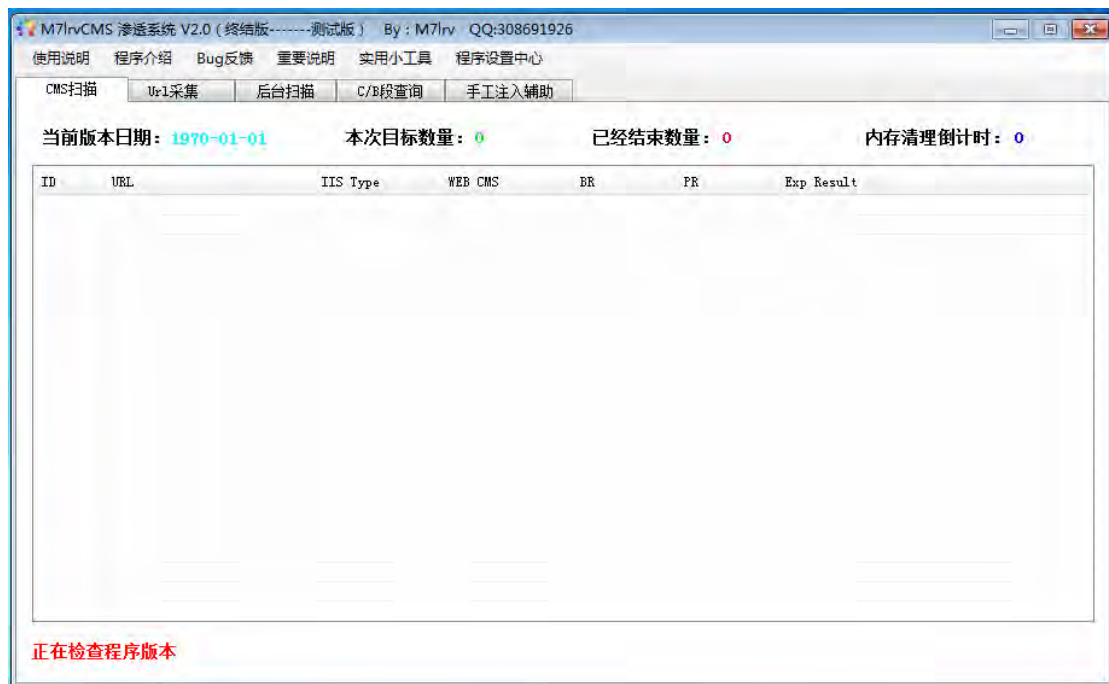 M7lrvCMS 渗透系统 V2.0 ( 终结版-------测试版 ) By : M7lrv QQ:308691926
使用说明 程序介绍 Bug反馈 重要说明 实用小工具 程序设置中心
CMS扫描 Url采集 后台扫描 C/B段查询 手工注入辅助
当前版本日期: 1970-01-01 本次目标数量: 0 已经结束数量: 0 内存清理倒计时: 0
ID URL IIS Type WEB CMS BR PR Exp Result
正在检查程序版本